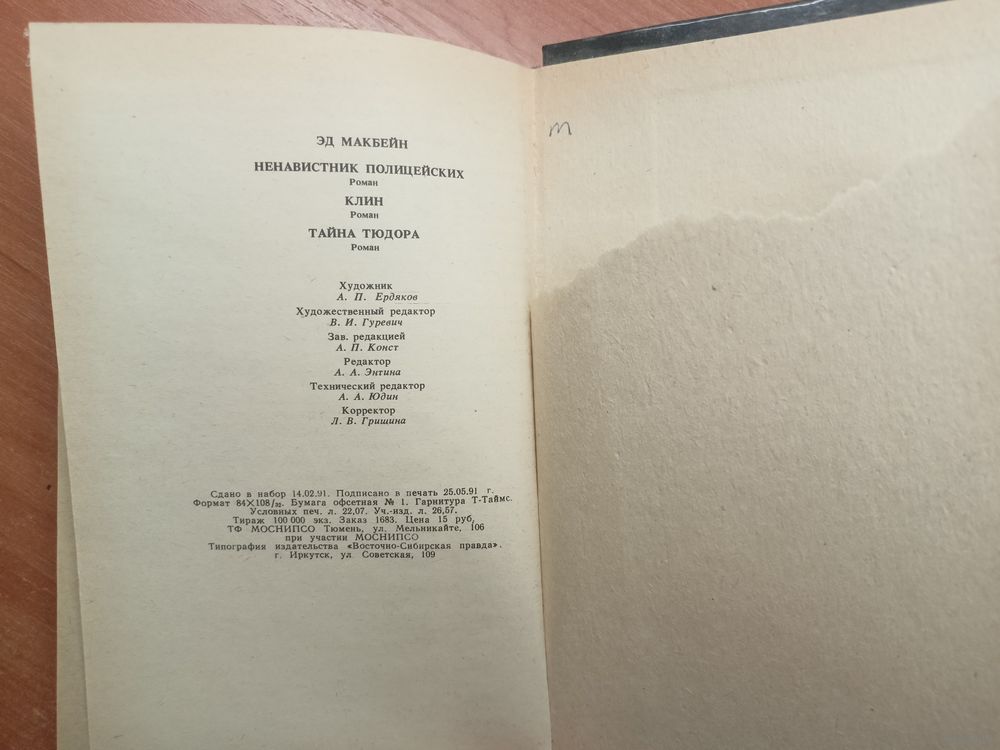 ЭД МАКБЕЙН
НЕНАВИСТНИК ПОЛИЦЕЙСКИХ
Роман
КЛИН
Роман
ТАЙНА ТЮДОРА
Роман
Художник
А. П. Ердяков
Художественный редактор
В. И. Гуревич
Зав. редакцией
А. П. Конст
Редактор
А. А. Энтина
Технический редактор
А. А. Юдин
Корректор
Л. В. Грищина
Сдано в набор 14.02.91. Подписано в печать 25.05.91 г.
Формат 84×108/32. Бумага офсетная № 1. Гарнитура Т-Таймс.
Условных печ. л. 22,07. Уч.-изд. л. 26,57.
Тираж 100 000 экз. Заказ 1683. Цена 15 руб.
ТФ МОСНИПСО Тюмень, ул. Мельникайте, 106
при участии МОСНИПСО
Типография издательства «Восточно-Сибирская правда».
г. Иркутск, ул Советская, 109
т